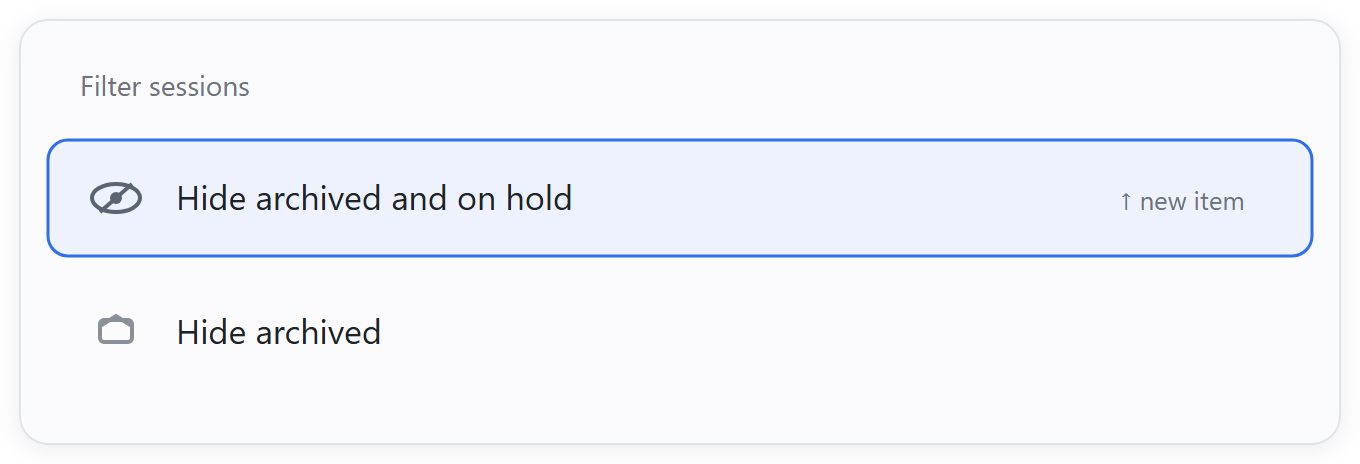 Filter sessions
Hide archived and on hold
↑ new item
Hide archived